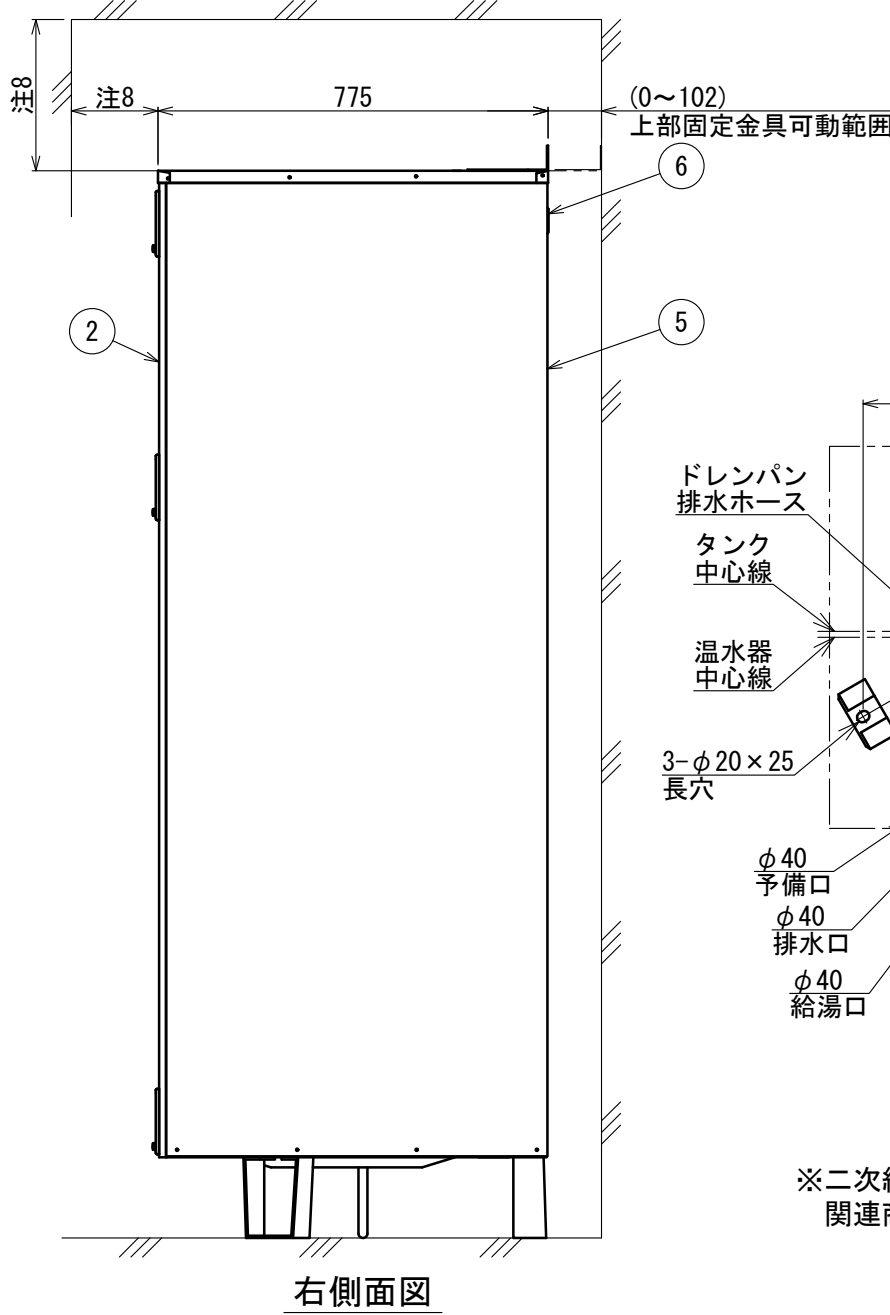 注8
注8
775
(0～102)
上部固定金具可動範囲
6
2
5
ドレンパン
排水ホース
タンク
中心線
温水器
中心線
3-φ20×25
長穴
φ40
予備口
φ40
排水口
φ40
給湯口
※二次
関連
右側面図